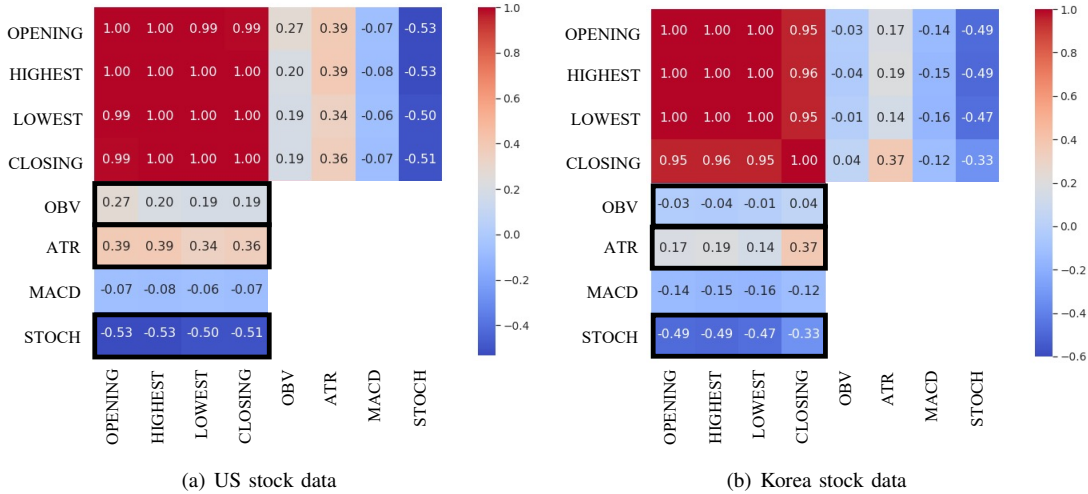 OPENING 1.00 1.00 0.99 0.99 0.27 0.39 -0.07 -0.53
HIGHEST 1.00 1.00 1.00 1.00 0.20 0.39 -0.08 -0.53
LOWEST 0.99 1.00 1.00 1.00 0.19 0.34 -0.06 -0.50
CLOSING 0.99 1.00 1.00 1.00 0.19 0.36 -0.07 -0.51
OBV 0.27 0.20 0.19 0.19
ATR 0.39 0.39 0.34 0.36
MACD -0.07 -0.08 -0.06 -0.07
STOCH -0.53 -0.53 -0.50 -0.51
OPENING HIGHEST LOWEST CLOSING OBV ATR MACD STOCH
1.0
0.8
0.6
0.4
0.2
0.0
-0.2
-0.4
(a) US stock data
OPENING 1.00 1.00 1.00 0.95 -0.03 0.17 -0.14 -0.49
HIGHEST 1.00 1.00 1.00 0.96 -0.04 0.19 -0.15 -0.49
LOWEST 1.00 1.00 1.00 0.95 -0.01 0.14 -0.16 -0.47
CLOSING 0.95 0.96 0.95 1.00 0.04 0.37 -0.12 -0.33
OBV -0.03 -0.04 -0.01 0.04
ATR 0.17 0.19 0.14 0.37
MACD -0.14 -0.15 -0.16 -0.12
STOCH -0.49 -0.49 -0.47 -0.33
OPENING HIGHEST LOWEST CLOSING OBV ATR MACD STOCH
1.0
0.8
0.6
0.4
0.2
0.0
-0.2
-0.4
-0.6
(b) Korea stock data